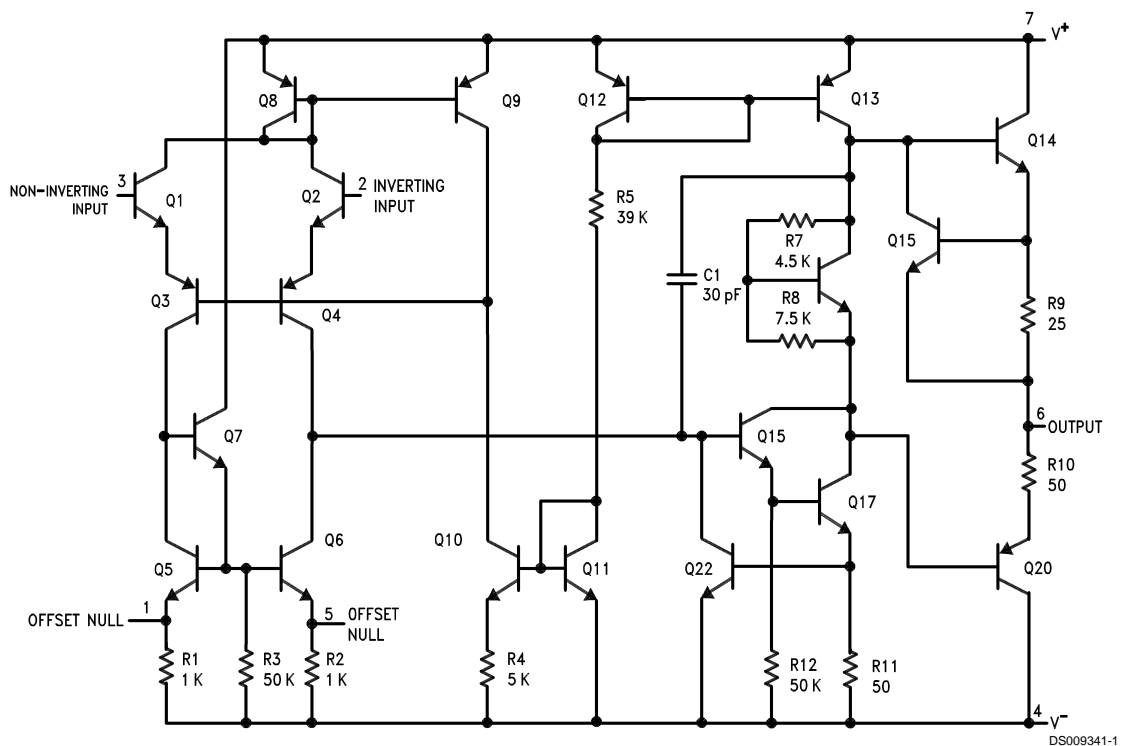 7
V+
Q8
Q9
Q12
Q13
Q14
3
NON–INVERTING
INPUT
Q1
Q2
2 INVERTING
INPUT
R5
39 K
Q15
R7
4.5 K
C1
30 pF
R8
7.5 K
Q3
Q4
R9
25
Q7
Q15
6
OUTPUT
R10
50
Q17
Q5
Q6
Q10
Q11
Q22
Q20
1
OFFSET NULL
5
OFFSET
NULL
R1
1 K
R3
50 K
R2
1 K
R4
5 K
R12
50 K
R11
50
4
V–
DS009341-1